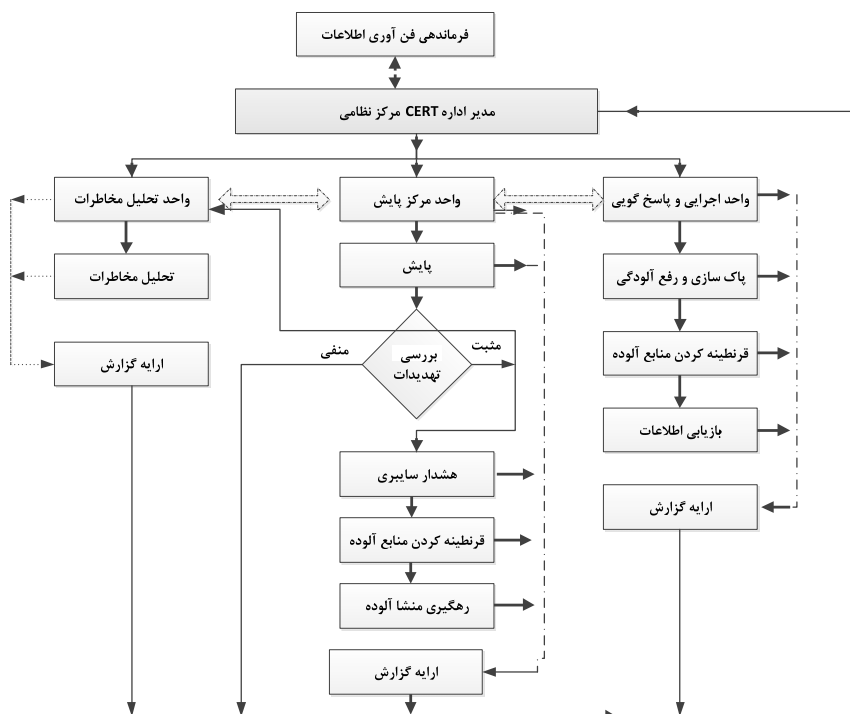 فرماندهی فن آوری اطلاعات
مدیر اداره CERT مرکز نظامی
واحد اجرایی و پاسخ گویی
واحد مرکز پایش
واحد تحلیل مخاطرات
پاک سازی و رفع آلودگی
پایش
تحلیل مخاطرات
قرنطینه کردن منابع آلوده
مثبت
بررسی
تهدیدات
منفی
ارایه گزارش
بازیابی اطلاعات
هشدار سایبری
ارایه گزارش
قرنطینه کردن منابع آلوده
رهگیری منشا آلوده
ارایه گزارش